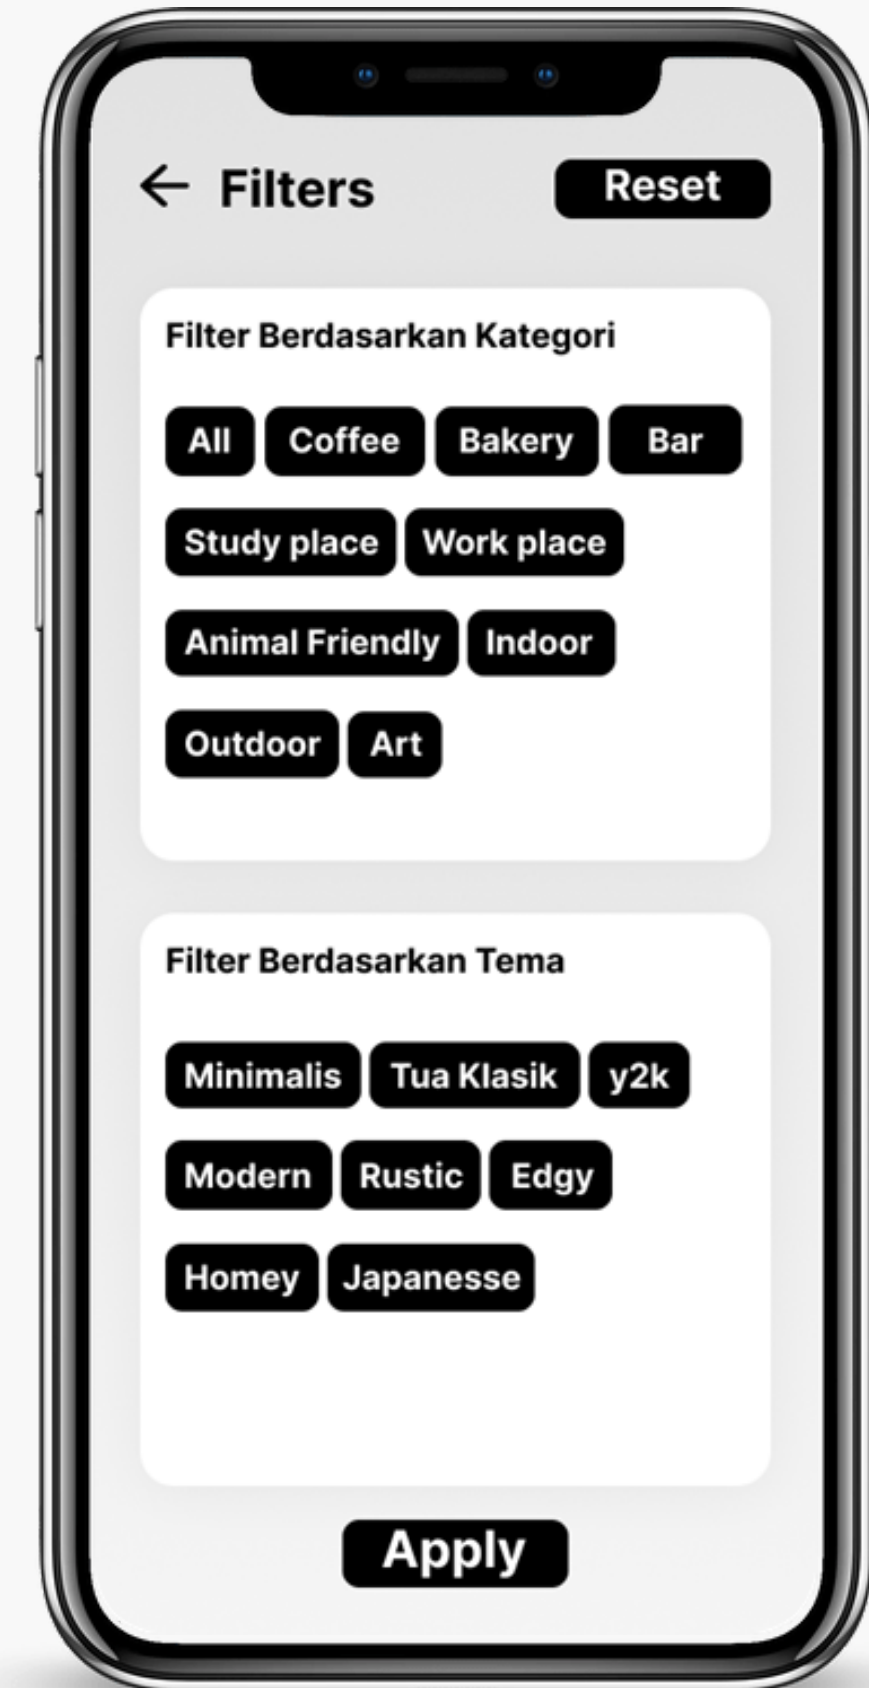 Filters Reset
Filter Berdasarkan Kategori
All Coffee Bakery Bar
Study place Work place
Animal Friendly Indoor
Outdoor Art
Filter Berdasarkan Tema
Minimalis Tua Klasik y2k
Modern Rustic Edgy
Homey Japanesse
Apply